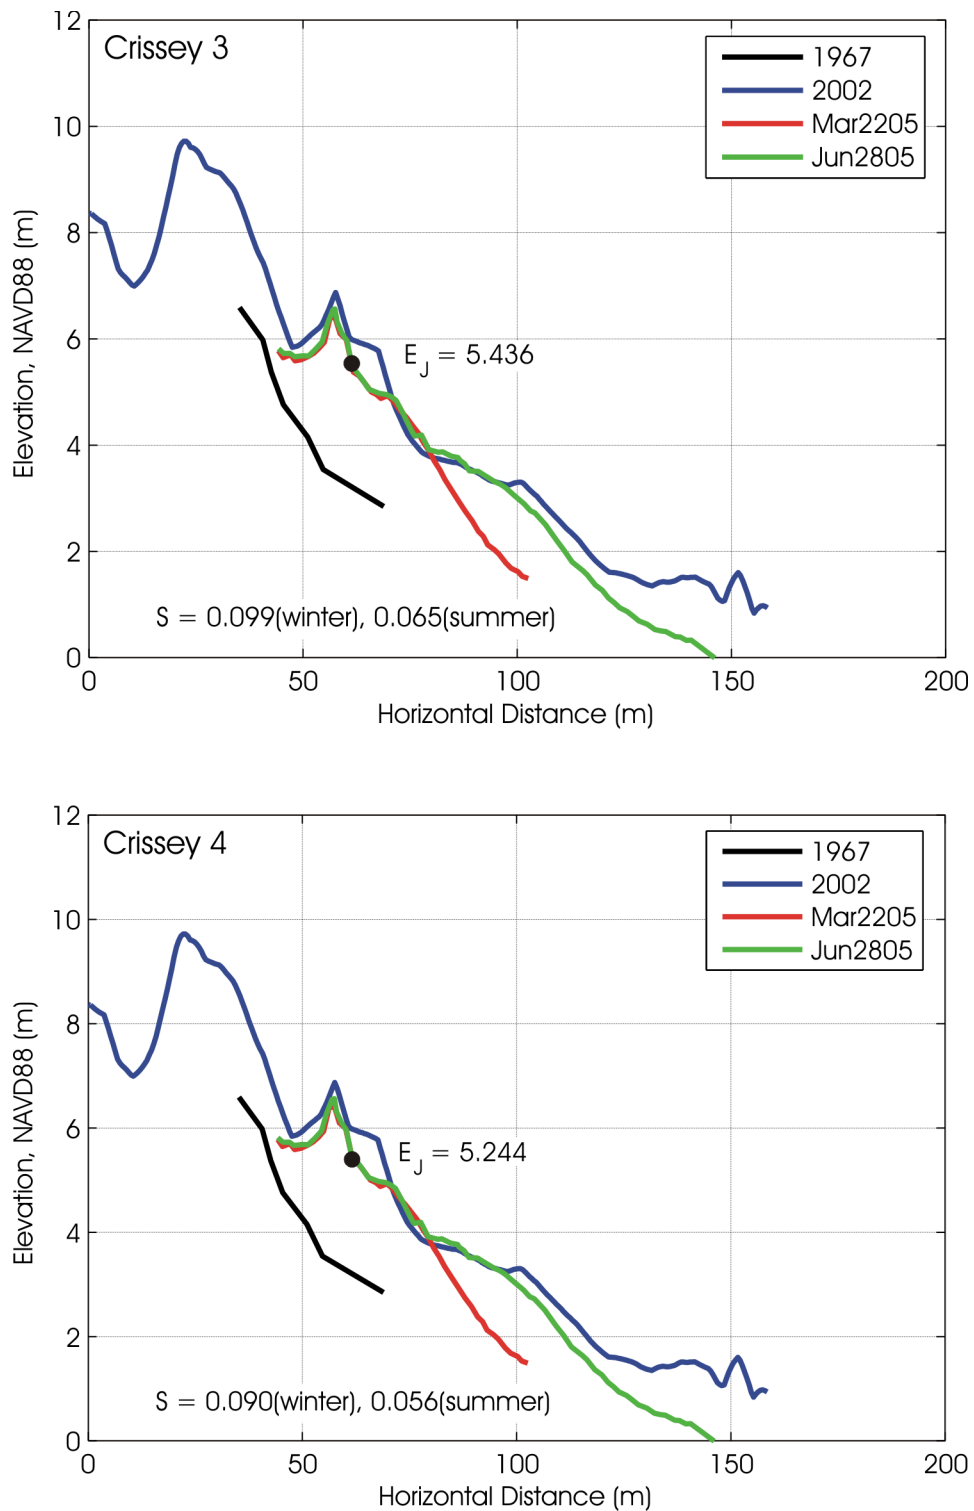 Crissey 3
1967
2002
Mar2205
Jun2805
12
10
8
6
4
2
0
Elevation, NAVD88 (m)
E_J = 5.436
S = 0.099(winter), 0.065(summer)
0 50 100 150 200
Horizontal Distance (m)
Crissey 4
1967
2002
Mar2205
Jun2805
12
10
8
6
4
2
0
Elevation, NAVD88 (m)
E_J = 5.244
S = 0.090(winter), 0.056(summer)
0 50 100 150 200
Horizontal Distance (m)